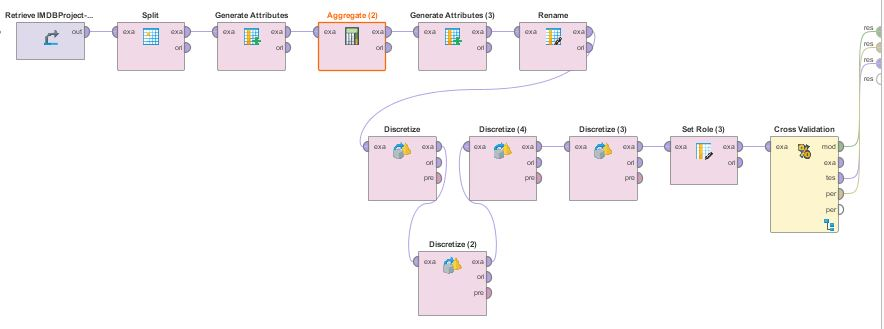 Retrieve IMDBProject-...
Split
Generate Attributes
Aggregate (2)
Generate Attributes (3)
Rename
out
exa exa
ori
exa exa
ori
exa exa
ori
exa exa
ori
exa exa
ori
res
res
res
res
Discretize
Discretize (4)
Discretize (3)
Set Role (3)
Cross Validation
exa exa
ori
pre
exa exa
ori
pre
exa exa
ori
pre
exa exa
ori
exa mod
exa
tes
per
per
Discretize (2)
exa exa
ori
pre